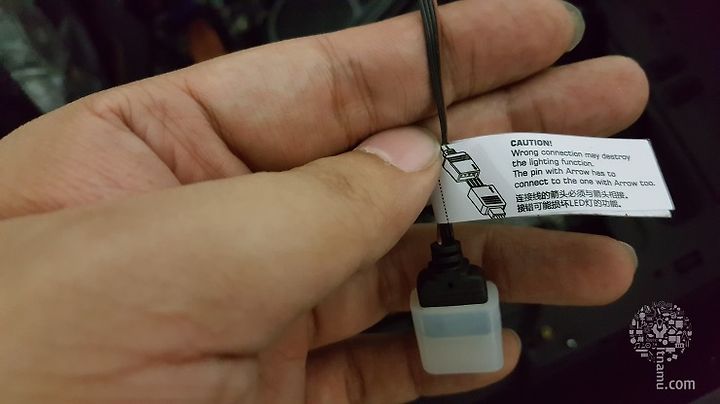 CAUTION!
Wrong connection may destroy
the lighting function.
The pin with Arrow has to
connect to the one with Arrow too.
连接线的箭头必须与箭头相接。
接错可能损坏LED灯的功能。
tnamu.com